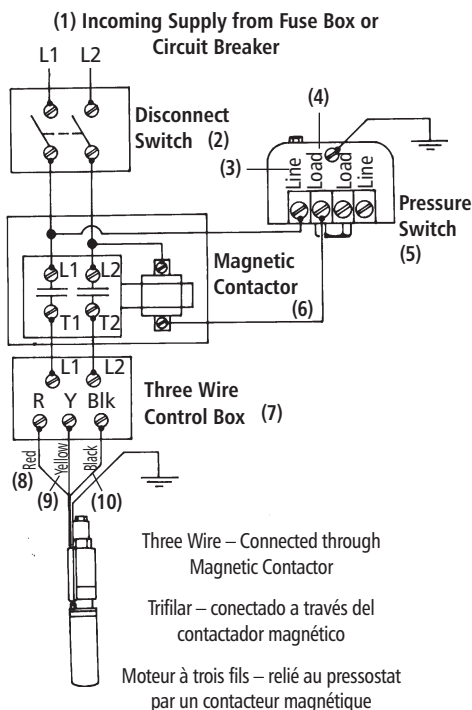 (1) Incoming Supply from Fuse Box or
Circuit Breaker
L1 L2
Disconnect
Switch (2)
(4)
(3)
Line
Load
Load
Line
Pressure
Switch
(5)
Magnetic
Contactor
(6)
L1 L2
T1 T2
L1 L2
R Y Blk
Three Wire
Control Box (7)
(8) Red
(9) Yellow
Black (10)
Three Wire – Connected through
Magnetic Contactor
Trifilar – conectado a través del
contactador magnético
Moteur à trois fils – relié au pressostat
par un contacteur magnétique